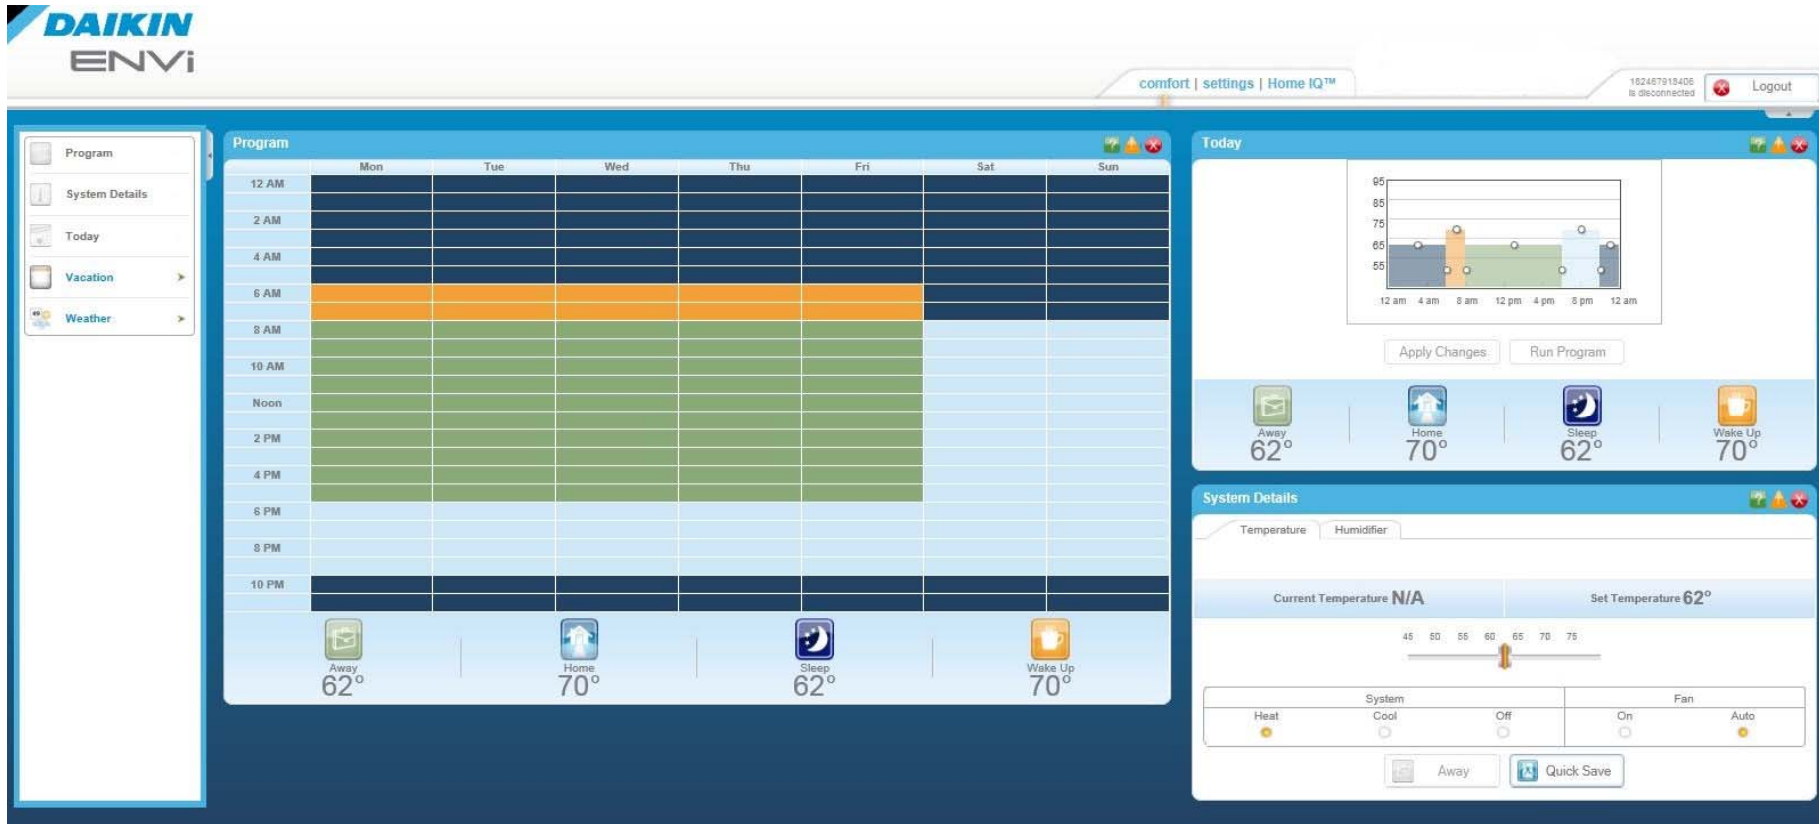 DAIKIN
ENVi
comfort | settings | Home IQ™
182467918406
is disconnected
Logout
Program
System Details
Today
Vacation
Weather
Program
Mon Tue Wed Thu Fri Sat Sun
12 AM
2 AM
4 AM
6 AM
8 AM
10 AM
Noon
2 PM
4 PM
6 PM
8 PM
10 PM
Away Home Sleep Wake Up
62° 70° 62° 70°
Today
95
85
75
65
55
12 am 4 am 8 am 12 pm 4 pm 8 pm 12 am
Apply Changes Run Program
Away Home Sleep Wake Up
62° 70° 62° 70°
System Details
Temperature Humidifier
Current Temperature N/A Set Temperature 62°
45 50 55 60 65 70 75
System Fan
Heat Cool Off On Auto
Away Quick Save